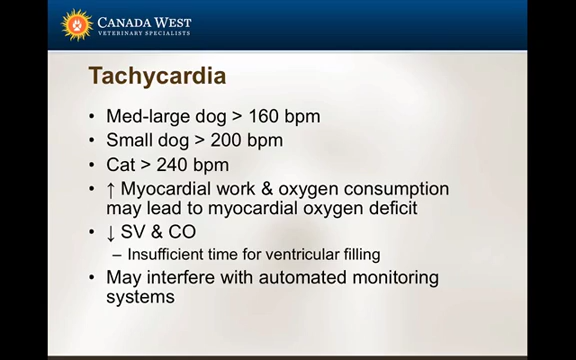 CANADA WEST
VETERINARY SPECIALISTS
Tachycardia
• Med-large dog > 160 bpm
• Small dog > 200 bpm
• Cat > 240 bpm
• ↑ Myocardial work & oxygen consumption
may lead to myocardial oxygen deficit
• ↓ SV & CO
– Insufficient time for ventricular filling
• May interfere with automated monitoring
systems